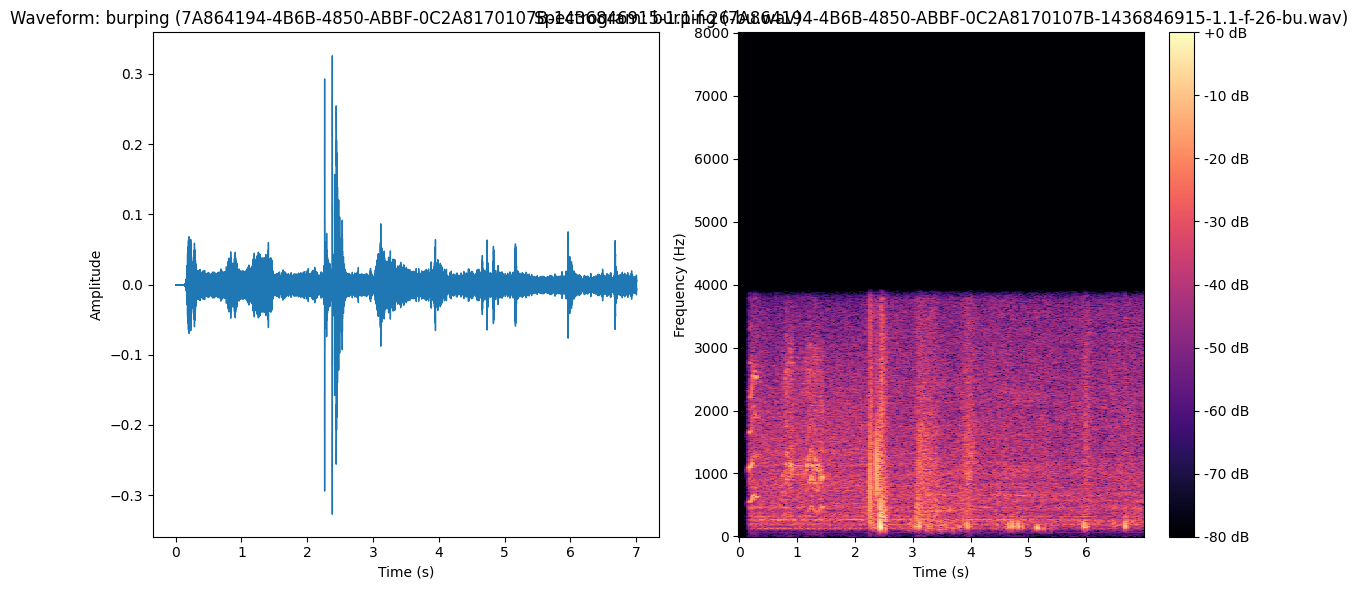 Waveform: burping (7A864194-4B6B-4850-ABBF-0C2A8170107B-1436846915-1.1-f-26-bu.wav)
Spectrogram: burping (7A864194-4B6B-4850-ABBF-0C2A8170107B-1436846915-1.1-f-26-bu.wav)
0.3
0.2
0.1
0.0
−0.1
−0.2
−0.3
Amplitude
0 1 2 3 4 5 6 7
Time (s)
8000
7000
6000
5000
4000
3000
2000
1000
0
Frequency (Hz)
0 1 2 3 4 5 6
Time (s)
+0 dB
-10 dB
-20 dB
-30 dB
-40 dB
-50 dB
-60 dB
-70 dB
-80 dB